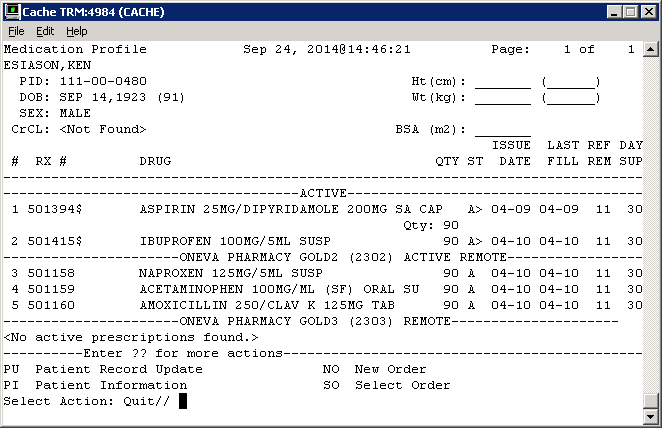 Cache TRM:4984 (CACHE)
File Edit Help
Medication Profile Sep 24, 2014@14:46:21 Page: 1 of 1
ESIASON,KEN
PID: 111-00-0480 Ht(cm): _______ (______)
DOB: SEP 14,1923 (91) Wt(kg): _______ (______)
SEX: MALE
CrCL: <Not Found> BSA (m2): _______
ISSUE LAST REF DAY
# RX # DRUG QTY ST DATE FILL REM SUP
ACTIVE
1 501394$ ASPIRIN 25MG/DIPYRIDAMOLE 200MG SA CAP A> 04-09 04-09 11 30
Qty: 90
2 501415$ IBUPROFEN 100MG/5ML SUSP 90 A> 04-10 04-10 11 30
ONEVA PHARMACY GOLD2 (2302) ACTIVE REMOTE
3 501158 NAPROXEN 125MG/5ML SUSP 90 A 04-10 04-10 11 30
4 501159 ACETAMINOPHEN 100MG/ML (SF) ORAL SU 90 A 04-10 04-10 11 30
5 501160 AMOXICILLIN 250/CLAV K 125MG TAB 90 A 04-10 04-10 11 30
ONEVA PHARMACY GOLD3 (2303) REMOTE
<No active prescriptions found.>
Enter ?? for more actions
PU Patient Record Update NO New Order
PI Patient Information SO Select Order
Select Action: Quit//